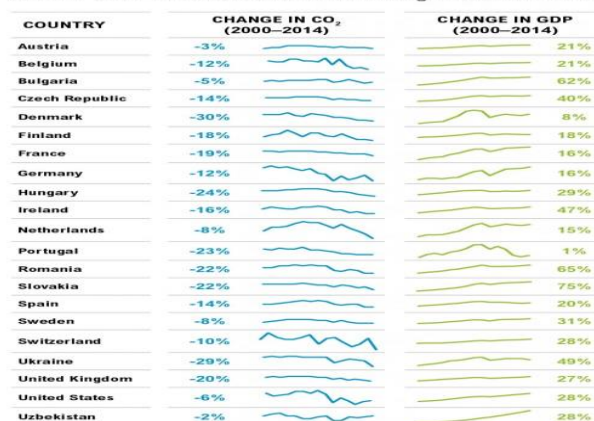 COUNTRY CHANGE IN CO2 (2000–2014) CHANGE IN GDP (2000–2014)
Austria -3% 21%
Belgium -12% 21%
Bulgaria -5% 62%
Czech Republic -14% 40%
Denmark -30% 8%
Finland -18% 18%
France -19% 16%
Germany -12% 16%
Hungary -24% 29%
Ireland -16% 47%
Netherlands -8% 15%
Portugal -23% 1%
Romania -22% 65%
Slovakia -22% 75%
Spain -14% 20%
Sweden -8% 31%
Switzerland -10% 28%
Ukraine -29% 49%
United Kingdom -20% 27%
United States -6% 28%
Uzbekistan -2% 28%